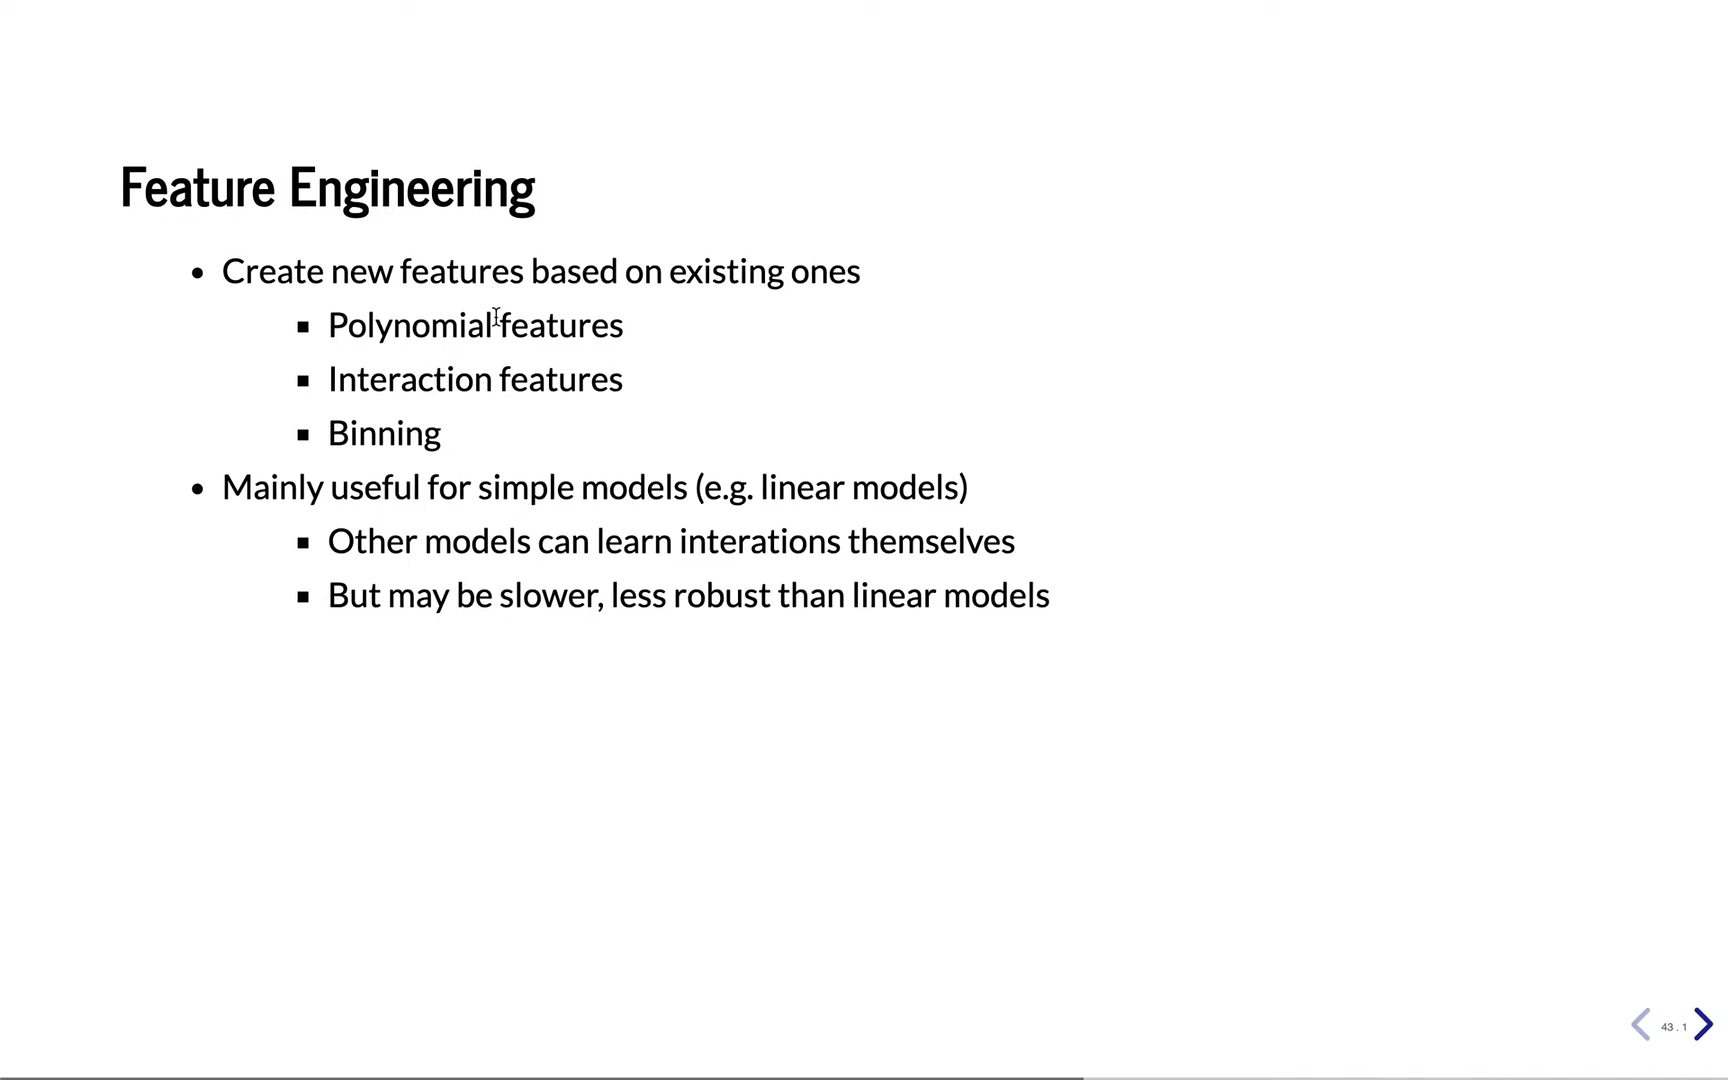 Feature Engineering
• Create new features based on existing ones
▪ Polynomial features
▪ Interaction features
▪ Binning
• Mainly useful for simple models (e.g. linear models)
▪ Other models can learn interations themselves
▪ But may be slower, less robust than linear models
43 . 1